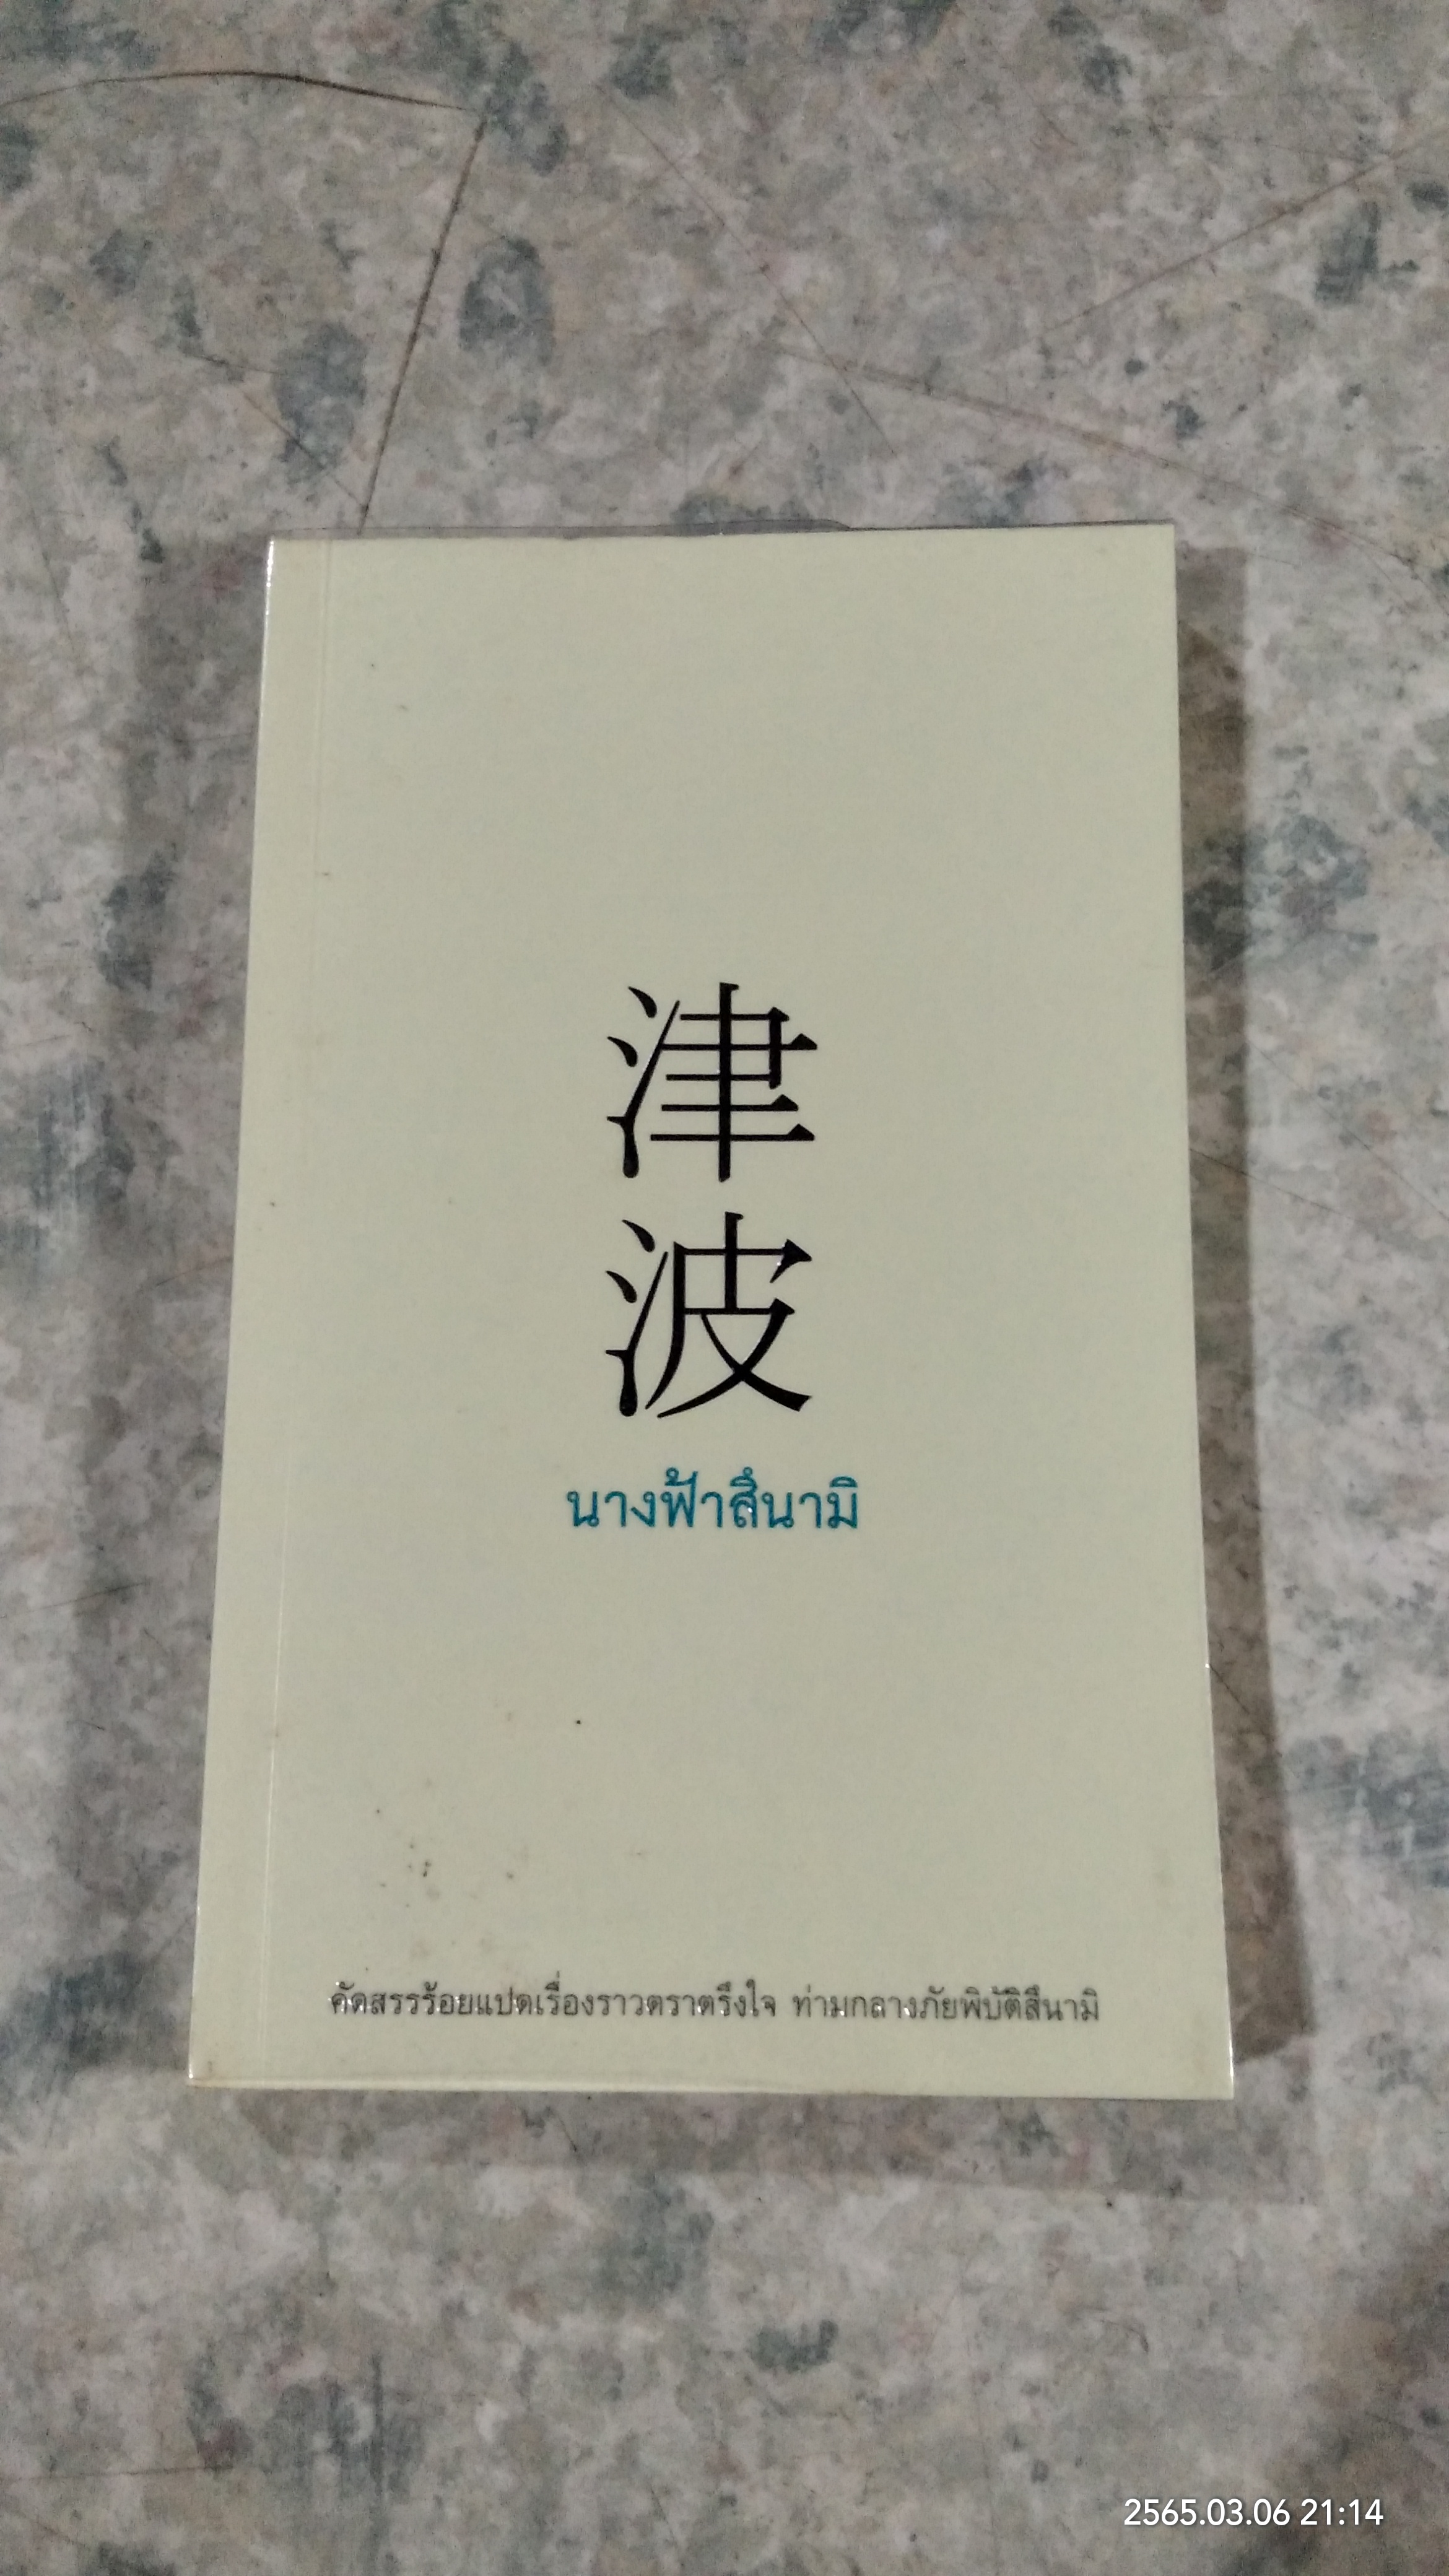 津
波
นางฟ้าสึนามิ
คัดสรรร้อยแปดเรื่องราวตราตรึงใจ ท่ามกลางภัยพิบัติสึนามิ
2565.03.06 21:14